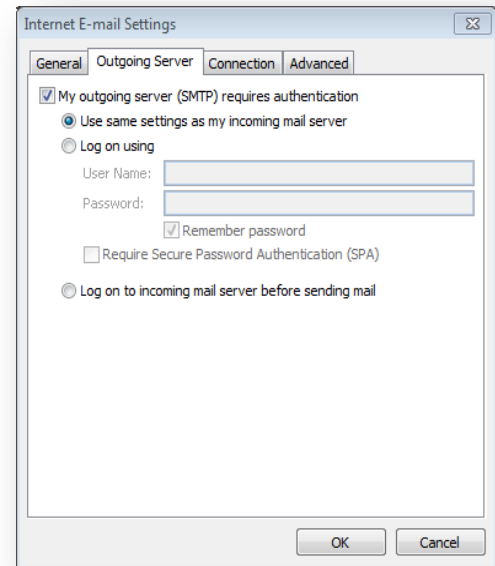 Internet E-mail Settings
General Outgoing Server Connection Advanced
My outgoing server (SMTP) requires authentication
Use same settings as my incoming mail server
Log on using
User Name:
Password:
Remember password
Require Secure Password Authentication (SPA)
Log on to incoming mail server before sending mail
OK Cancel